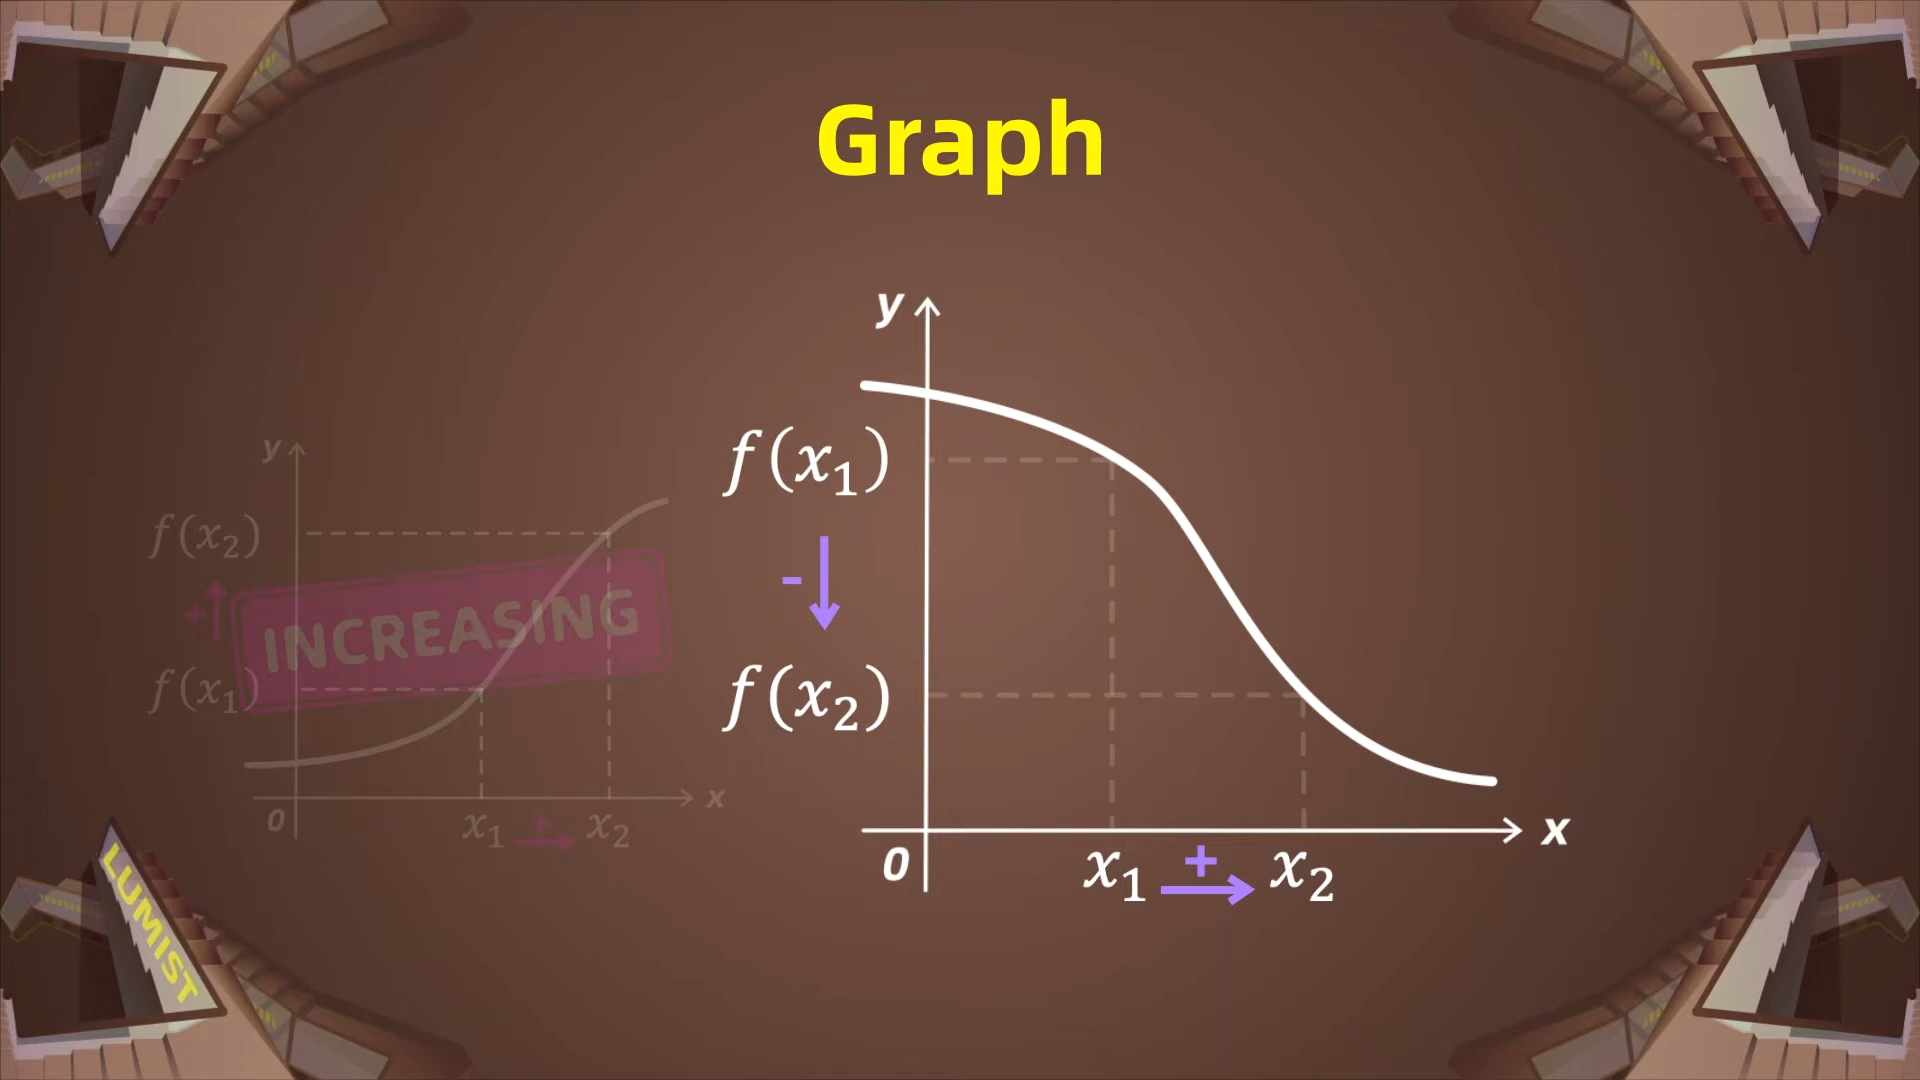 Graph
y
f(x₂)
+
INCREASING
f(x₁)
0
x₁ + x₂
x
y
f(x₁)
-
f(x₂)
0
x₁ + x₂
x
LUMIST